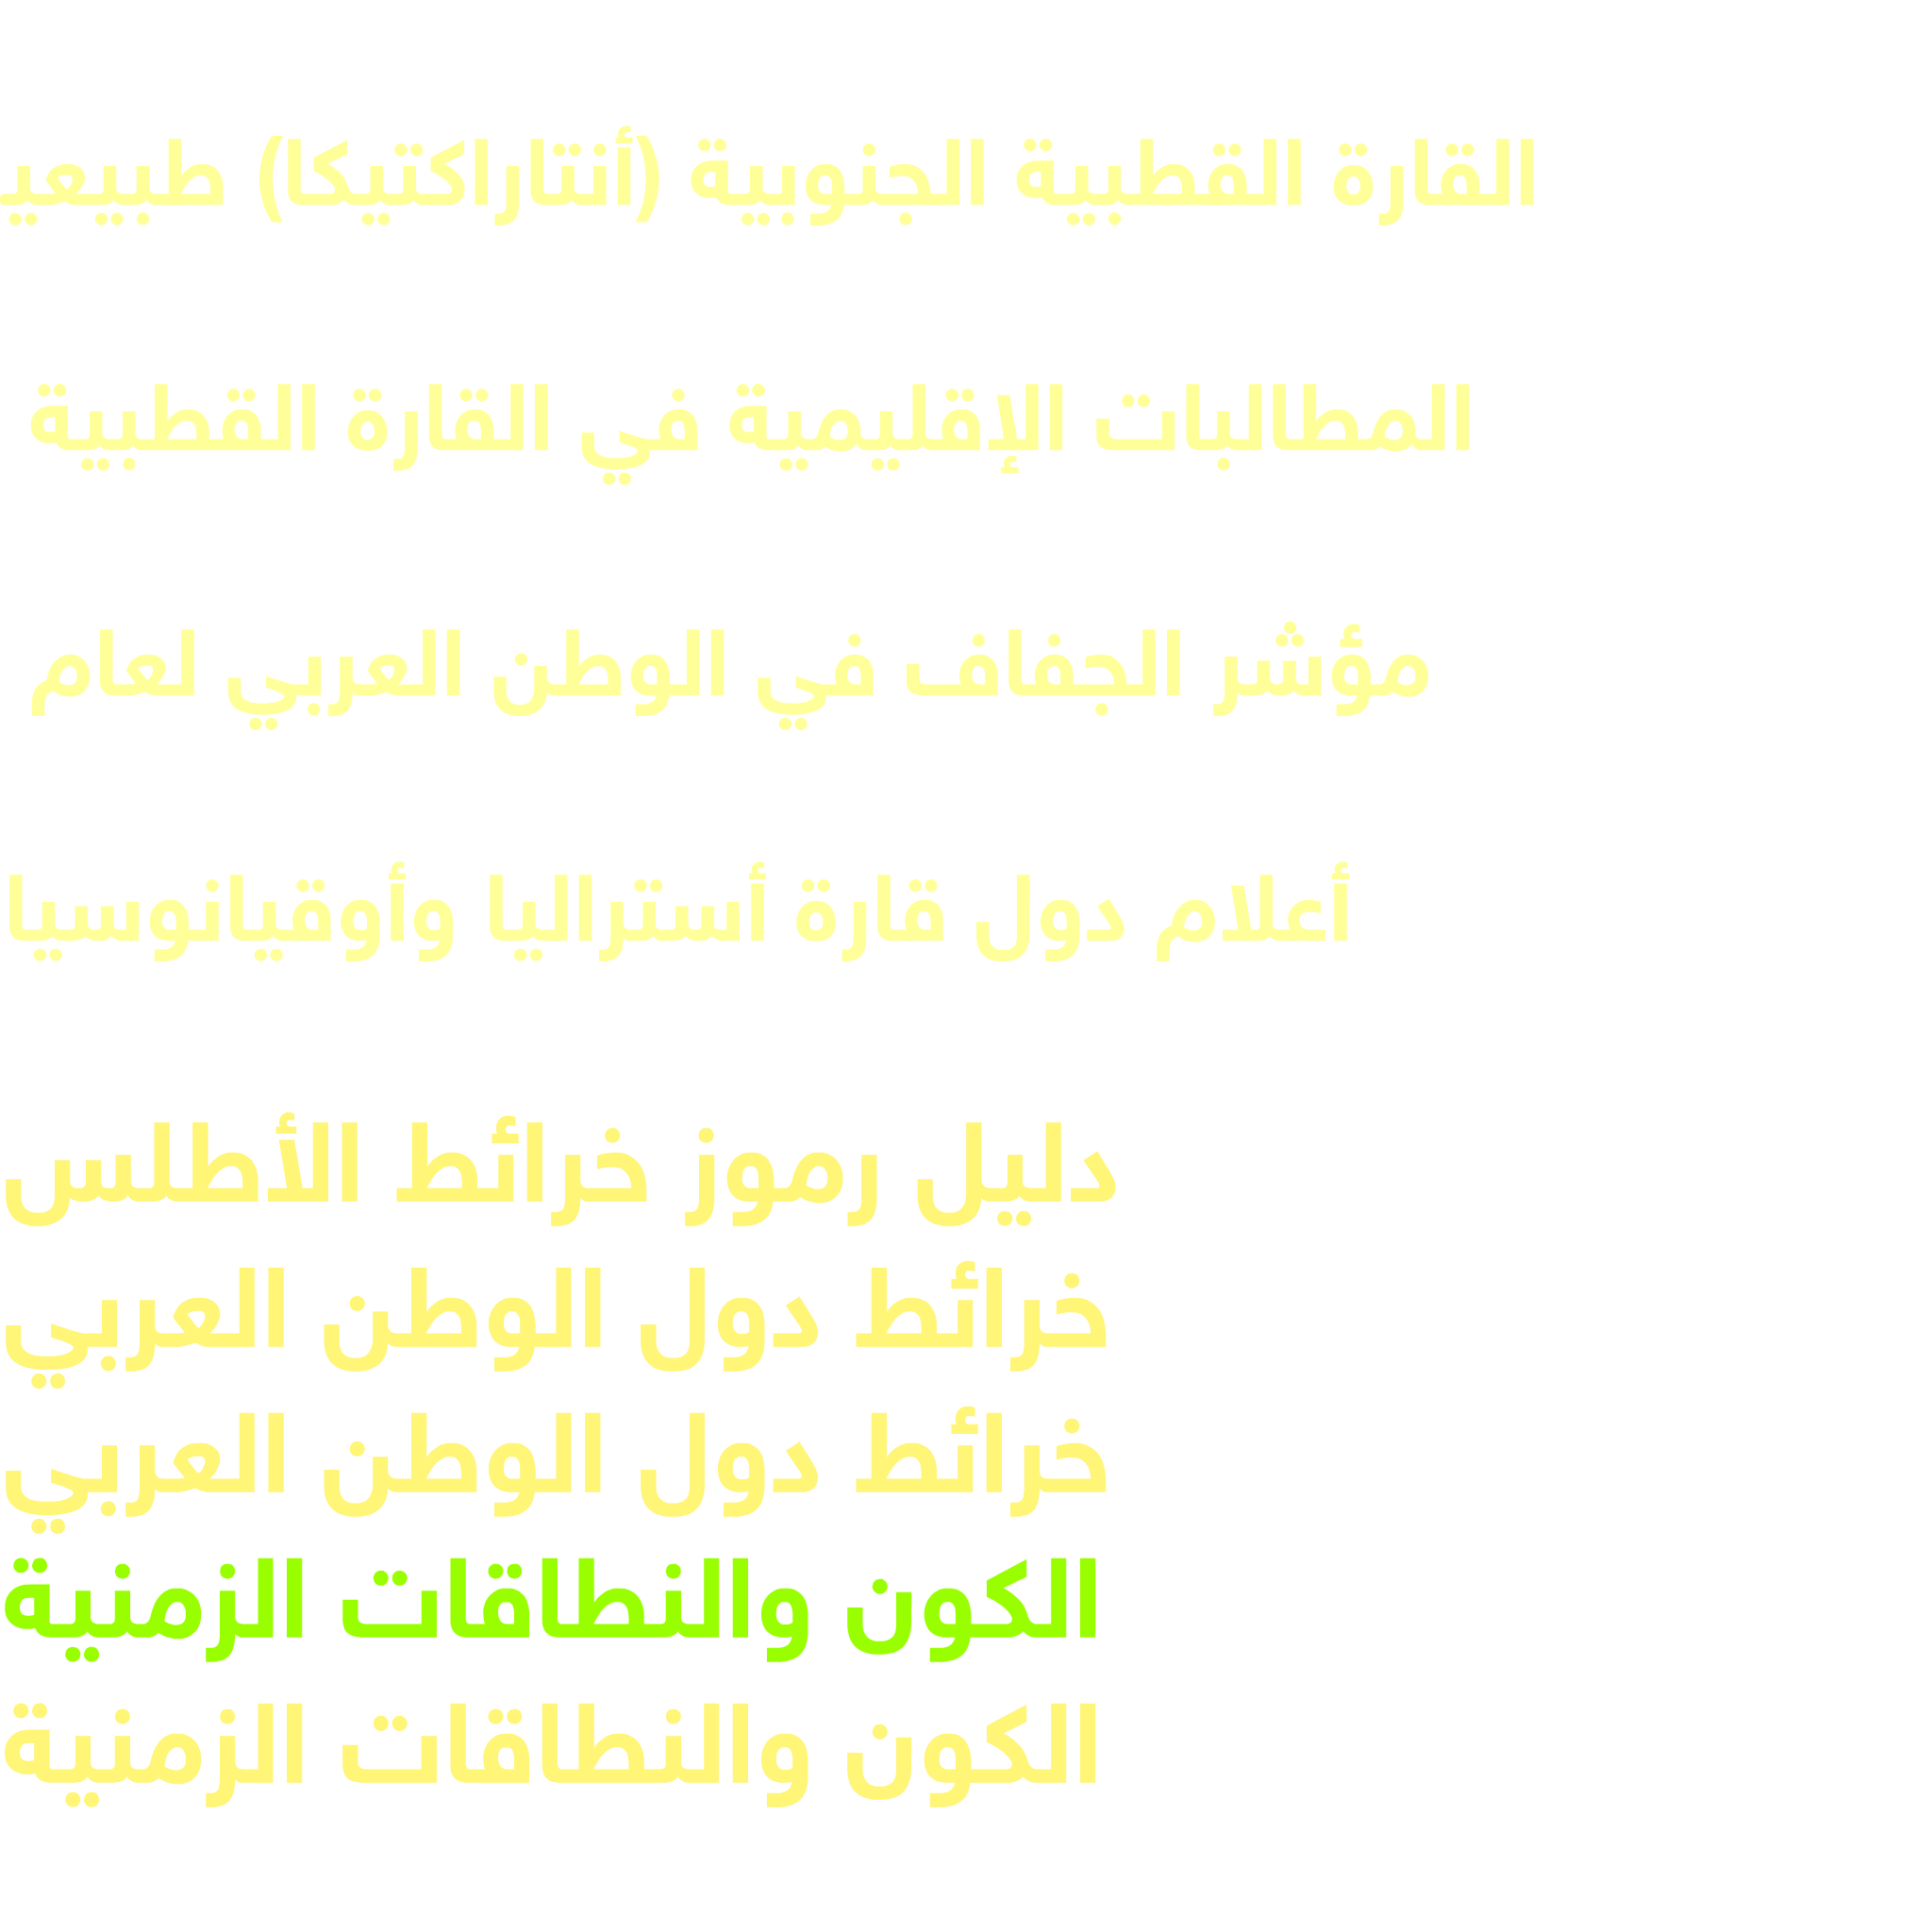 القارة القطبية الجنوبية (أنتاراكتيكا)
المطالبات الإقليمية في القارة القطبية
مؤشر الجفاف في الوطن العربي لعام
أعلام دول قارة أستراليا وأوقيانوسيا
دليل رموز خرائط الأطلس
خرائط دول الوطن العربي
خرائط دول الوطن العربي
الكون والنطاقات الزمنية
الكون والنطاقات الزمنية